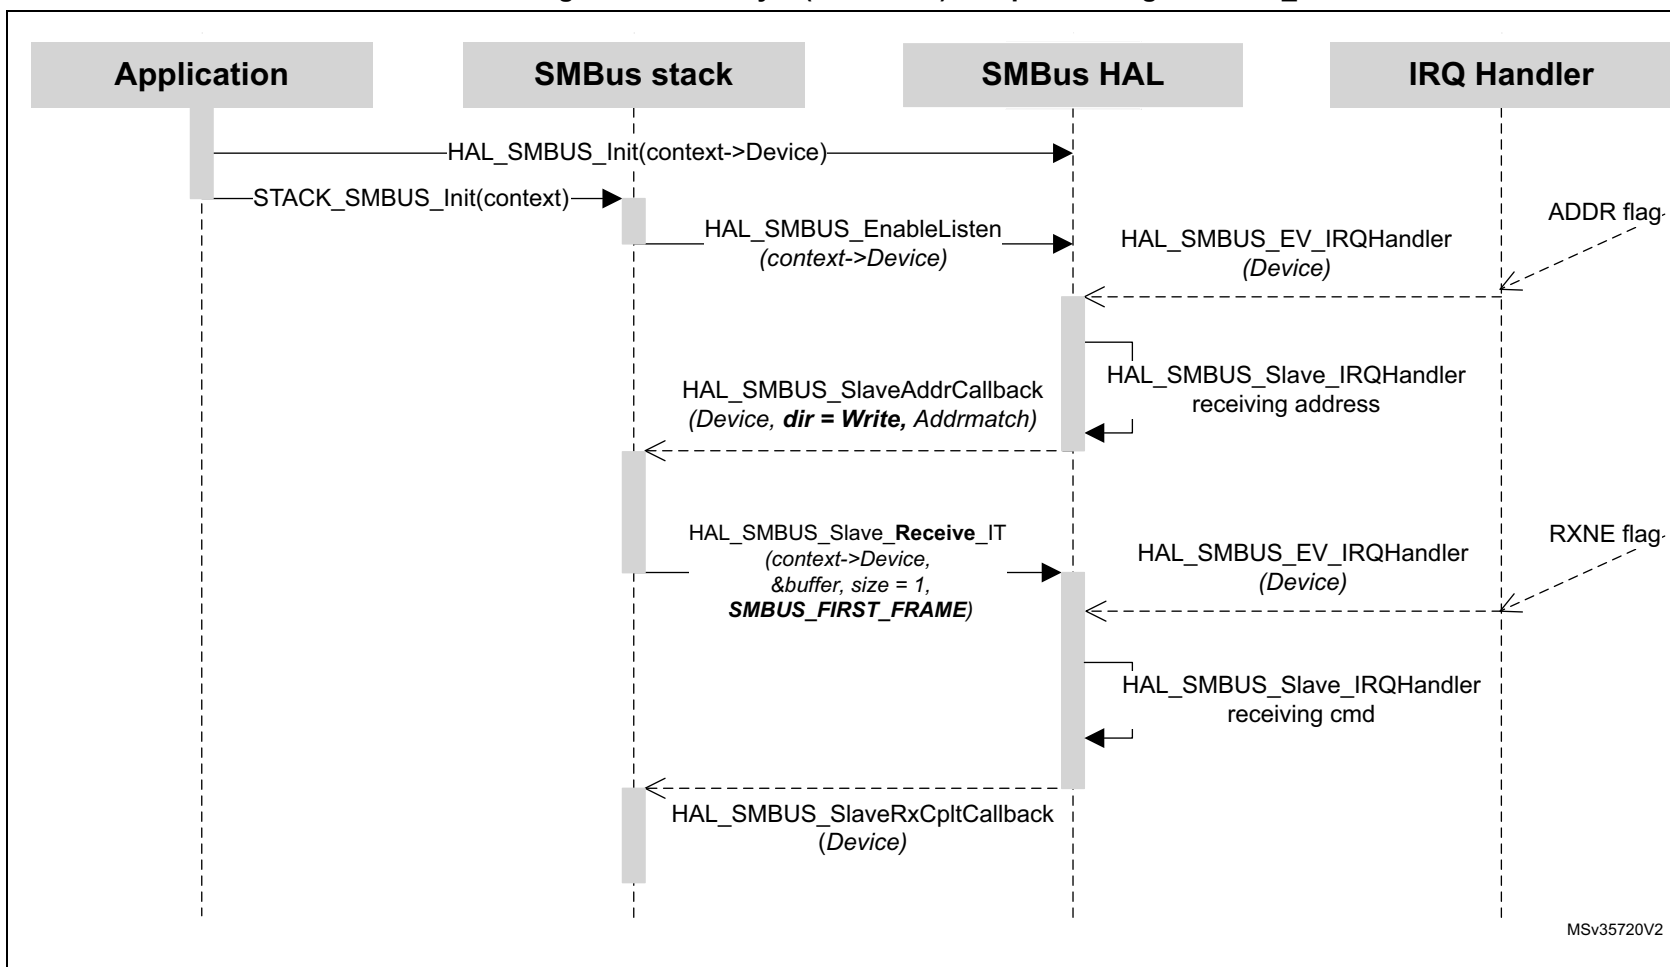 Application
SMBus stack
SMBus HAL
IRQ Handler
HAL_SMBUS_Init(context->Device)
STACK_SMBUS_Init(context)
ADDR flag
HAL_SMBUS_EnableListen
(context->Device)
HAL_SMBUS_EV_IRQHandler
(Device)
HAL_SMBUS_Slave_IRQHandler
receiving address
HAL_SMBUS_SlaveAddrCallback
(Device, dir = Write, Addrmatch)
HAL_SMBUS_Slave_Receive_IT
(context->Device,
&buffer, size = 1,
SMBUS_FIRST_FRAME)
RXNE flag
HAL_SMBUS_EV_IRQHandler
(Device)
HAL_SMBUS_Slave_IRQHandler
receiving cmd
HAL_SMBUS_SlaveRxCpltCallback
(Device)
MSv35720V2